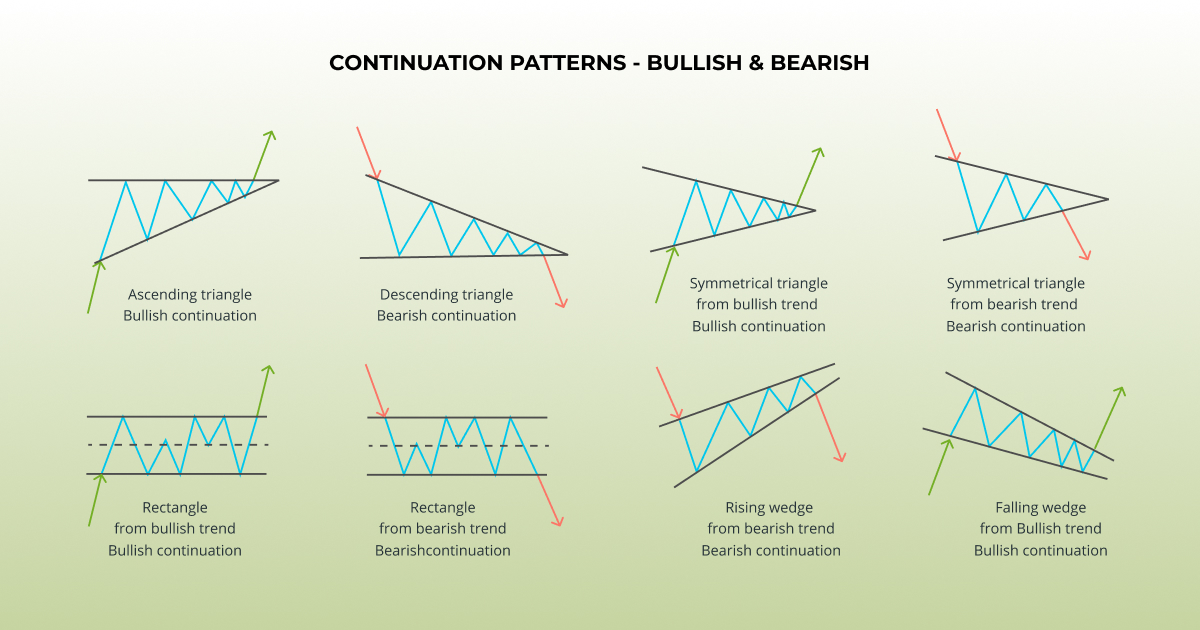 CONTINUATION PATTERNS - BULLISH & BEARISH
Ascending triangle
Bullish continuation
Descending triangle
Bearish continuation
Symmetrical triangle
from bullish trend
Bullish continuation
Symmetrical triangle
from bearish trend
Bearish continuation
Rectangle
from bullish trend
Bullish continuation
Rectangle
from bearish trend
Bearishcontinuation
Rising wedge
from bearish trend
Bearish continuation
Falling wedge
from Bullish trend
Bullish continuation